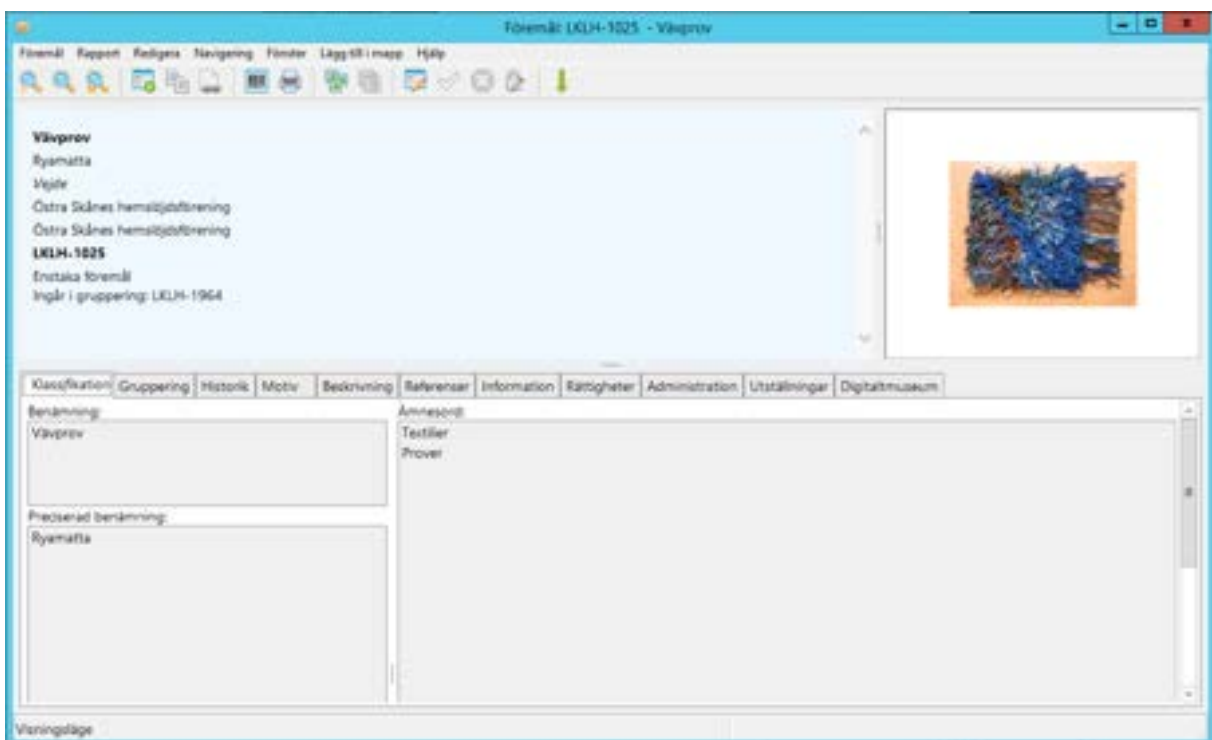 Föremål: LKLH-1025 - Vävprov
Föremål Rapport Redigera Navigering Fönster Lägg till i mapp Hjälp
Vävprov
Ryamatta
Vejde
Östra Skånes hemslöjdsförening
Östra Skånes hemslöjdsförening
LKLH-1025
Enstaka föremål
Ingår i gruppering: LKLH-1964
Klassifikation Gruppering Historik Motiv Beskrivning Referenser Information Rättigheter Administration Utställningar Digitaltmuseum
Benämning:
Vävprov
Preciserad benämning:
Ryamatta
Ämnesord:
Textilier
Prover
Visningsläge